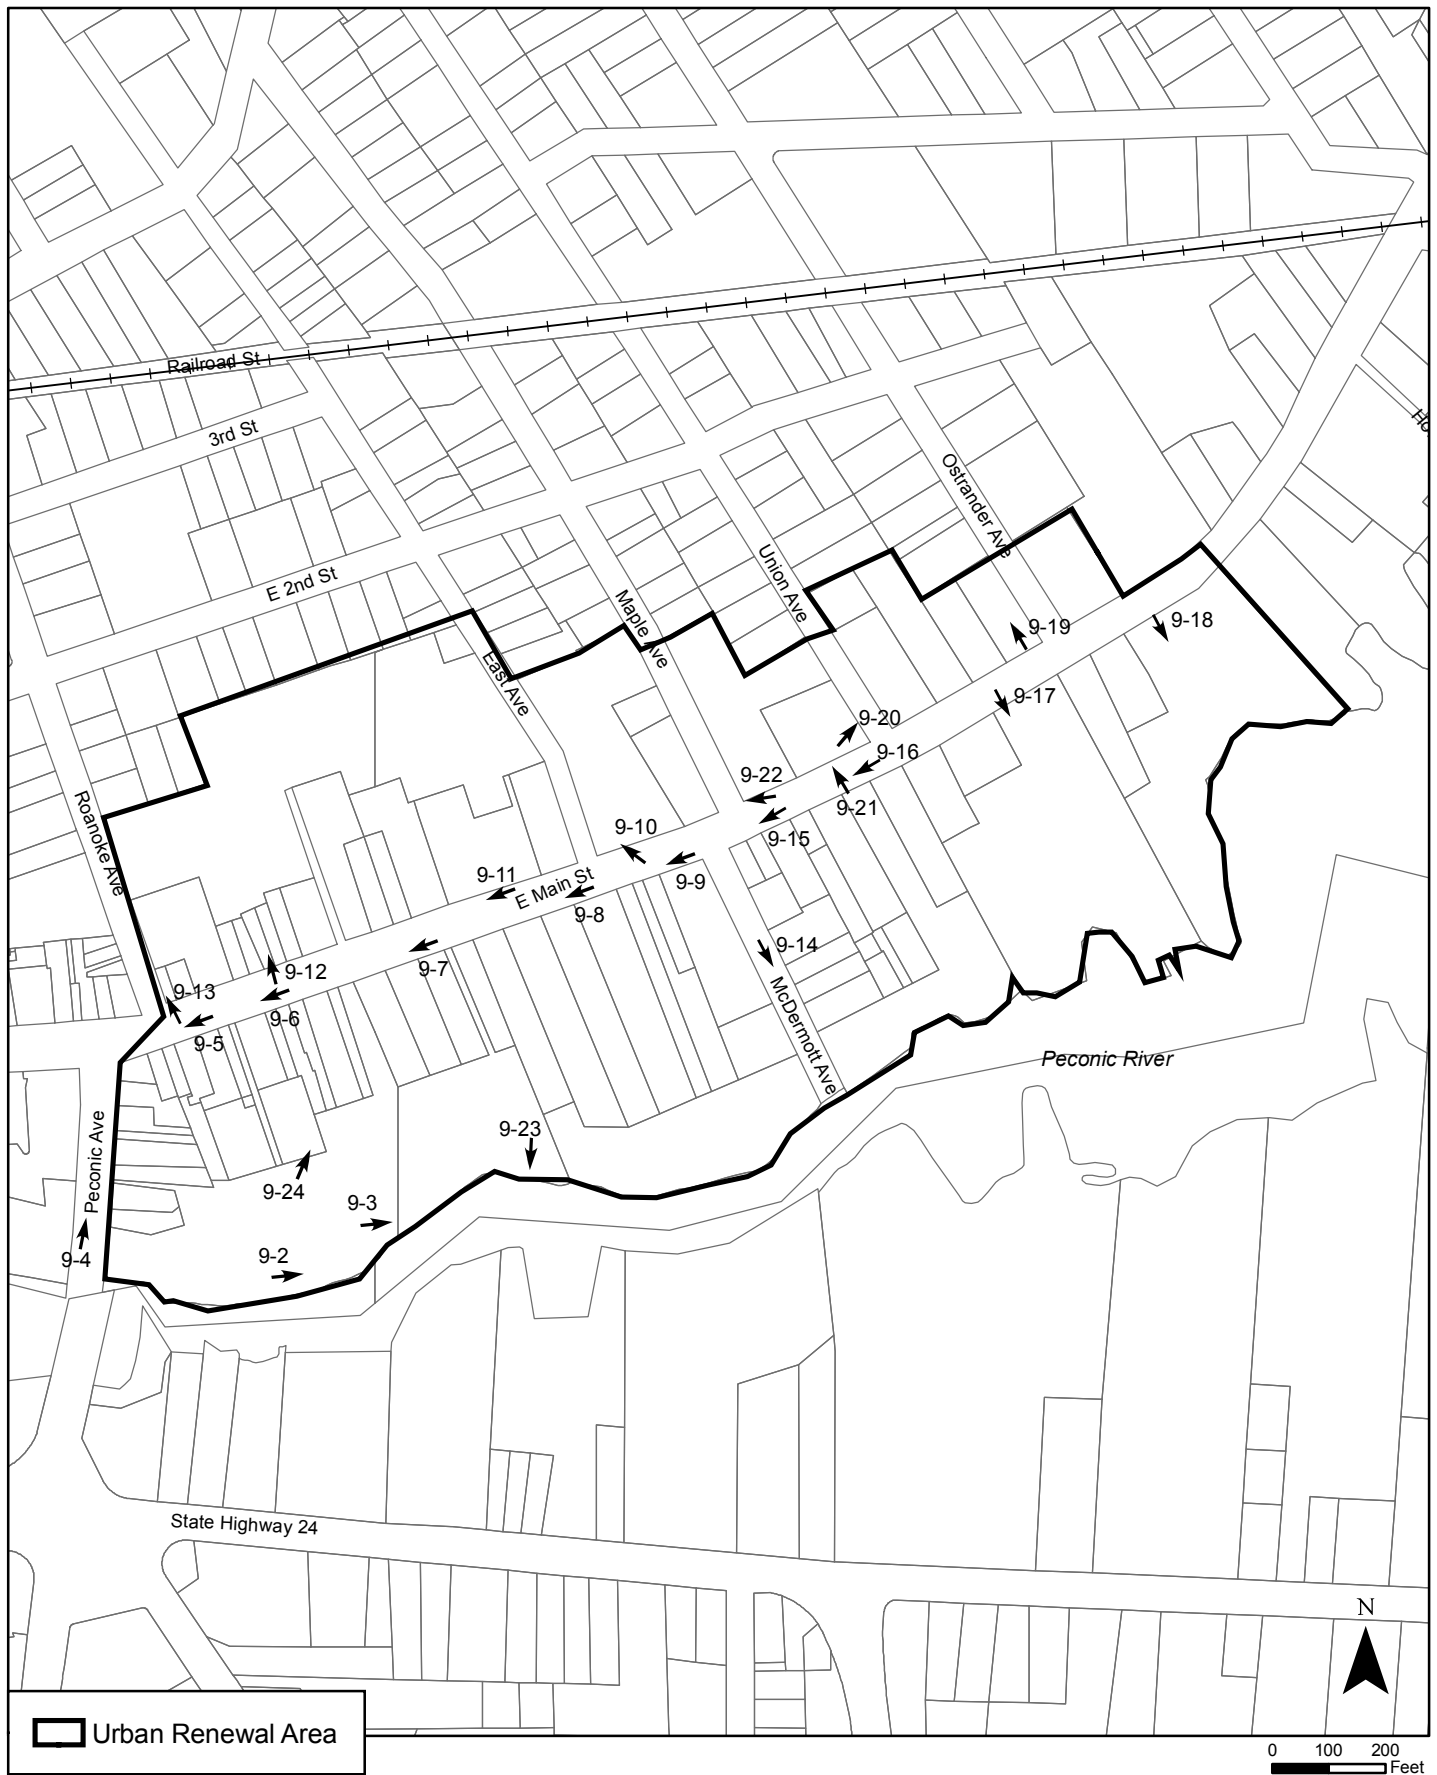 Railroad St
3rd St
Ho
Ostrander Ave
Union Ave
E 2nd St
Maple Ave
9-19
9-18
East Ave
9-17
9-20
9-16
9-22
9-21
Roanoke Ave
9-10
9-15
9-11
E Main St
9-9
9-8
9-14
9-7
9-12
9-13
9-6
9-5
McDermott Ave
Peconic River
Peconic Ave
9-23
9-24
9-3
9-2
9-4
State Highway 24
N
Urban Renewal Area
0 100 200
Feet